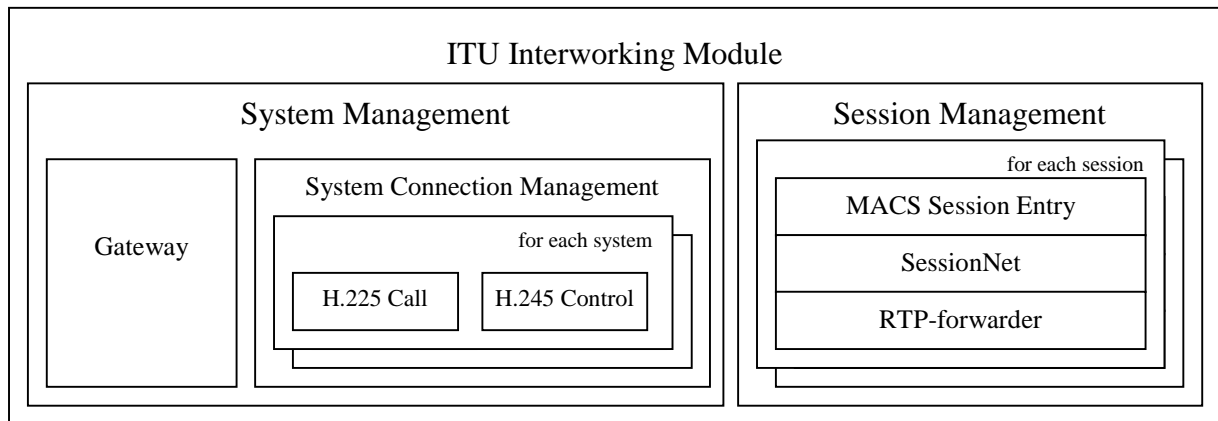 ITU Interworking Module
System Management
Gateway
System Connection Management
for each system
H.225 Call
H.245 Control
Session Management
for each session
MACS Session Entry
SessionNet
RTP-forwarder